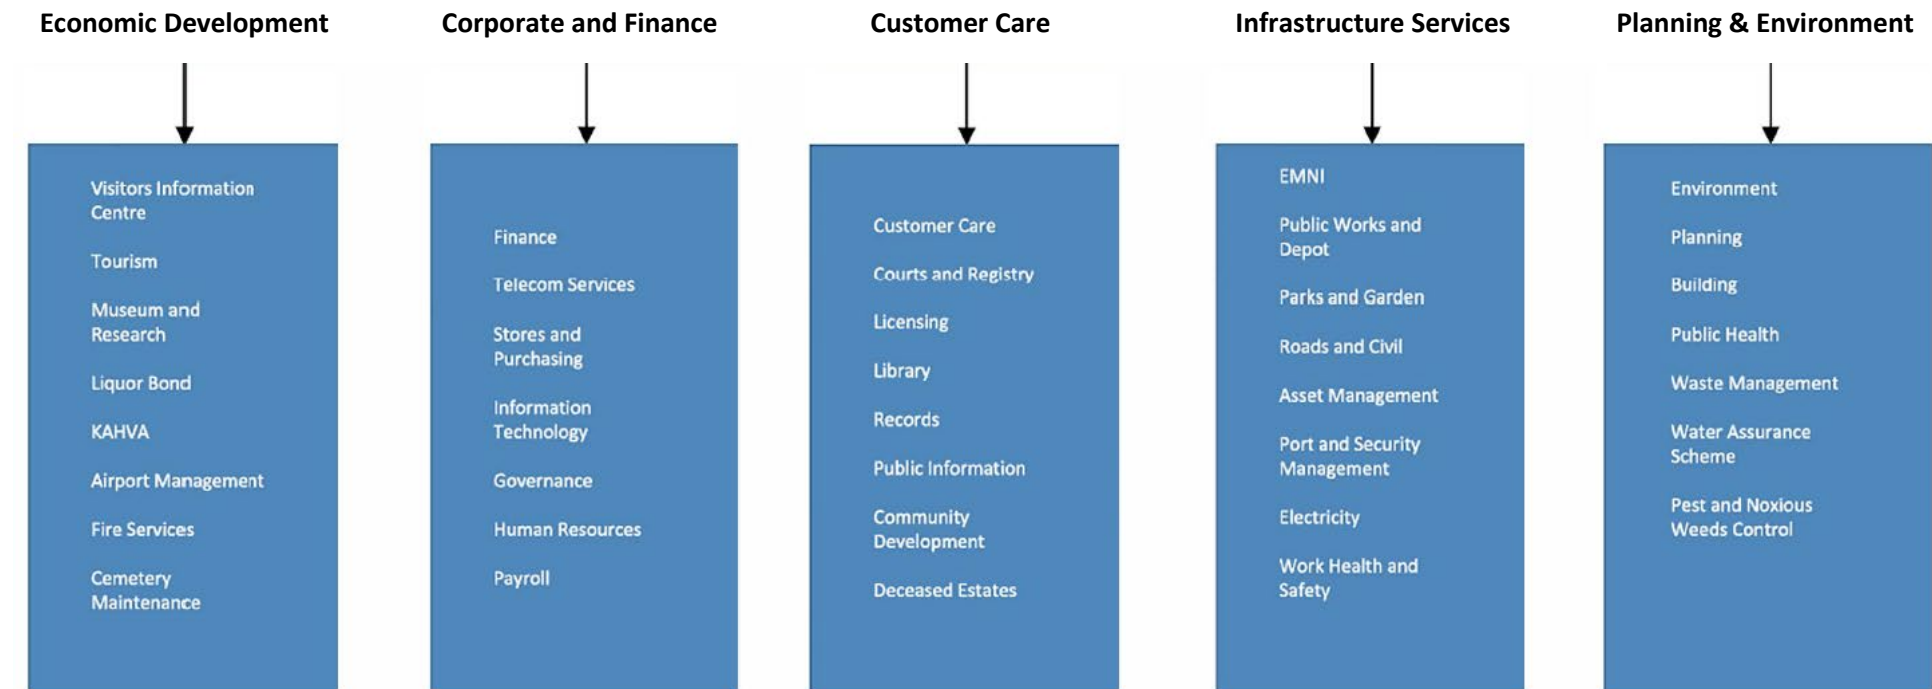 Economic Development
Visitors Information
Centre
Tourism
Museum and
Research
Liquor Bond
KAHVA
Airport Management
Fire Services
Cemetery
Maintenance
Corporate and Finance
Finance
Telecom Services
Stores and
Purchasing
Information
Technology
Governance
Human Resources
Payroll
Customer Care
Customer Care
Courts and Registry
Licensing
Library
Records
Public Information
Community
Development
Deceased Estates
Infrastructure Services
EMNI
Public Works and
Depot
Parks and Garden
Roads and Civil
Asset Management
Port and Security
Management
Electricity
Work Health and
Safety
Planning & Environment
Environment
Planning
Building
Public Health
Waste Management
Water Assurance
Scheme
Pest and Noxious
Weeds Control